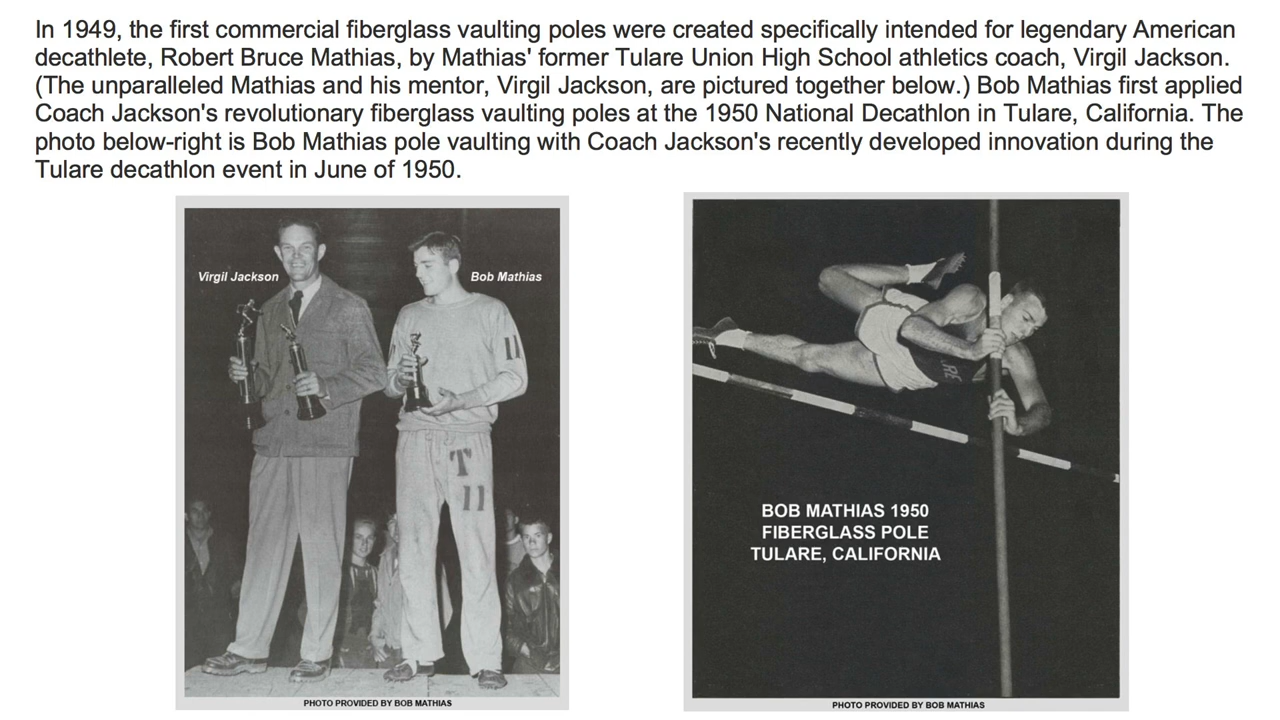 In 1949, the first commercial fiberglass vaulting poles were created specifically intended for legendary American
decathlete, Robert Bruce Mathias, by Mathias' former Tulare Union High School athletics coach, Virgil Jackson.
(The unparalleled Mathias and his mentor, Virgil Jackson, are pictured together below.) Bob Mathias first applied
Coach Jackson's revolutionary fiberglass vaulting poles at the 1950 National Decathlon in Tulare, California. The
photo below-right is Bob Mathias pole vaulting with Coach Jackson's recently developed innovation during the
Tulare decathlon event in June of 1950.
Virgil Jackson
Bob Mathias
11
T
11
PHOTO PROVIDED BY BOB MATHIAS
RE
BOB MATHIAS 1950
FIBERGLASS POLE
TULARE, CALIFORNIA
PHOTO PROVIDED BY BOB MATHIAS